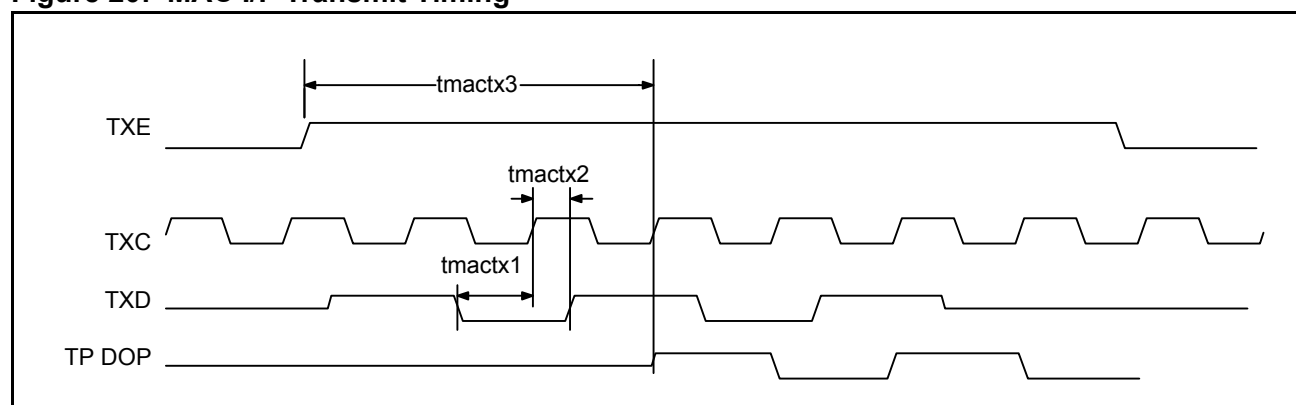 Figure 20. MAC I/F Transmit Timing
tmactx3
TXE
tmactx2
TXC
tmactx1
TXD
TP DOP